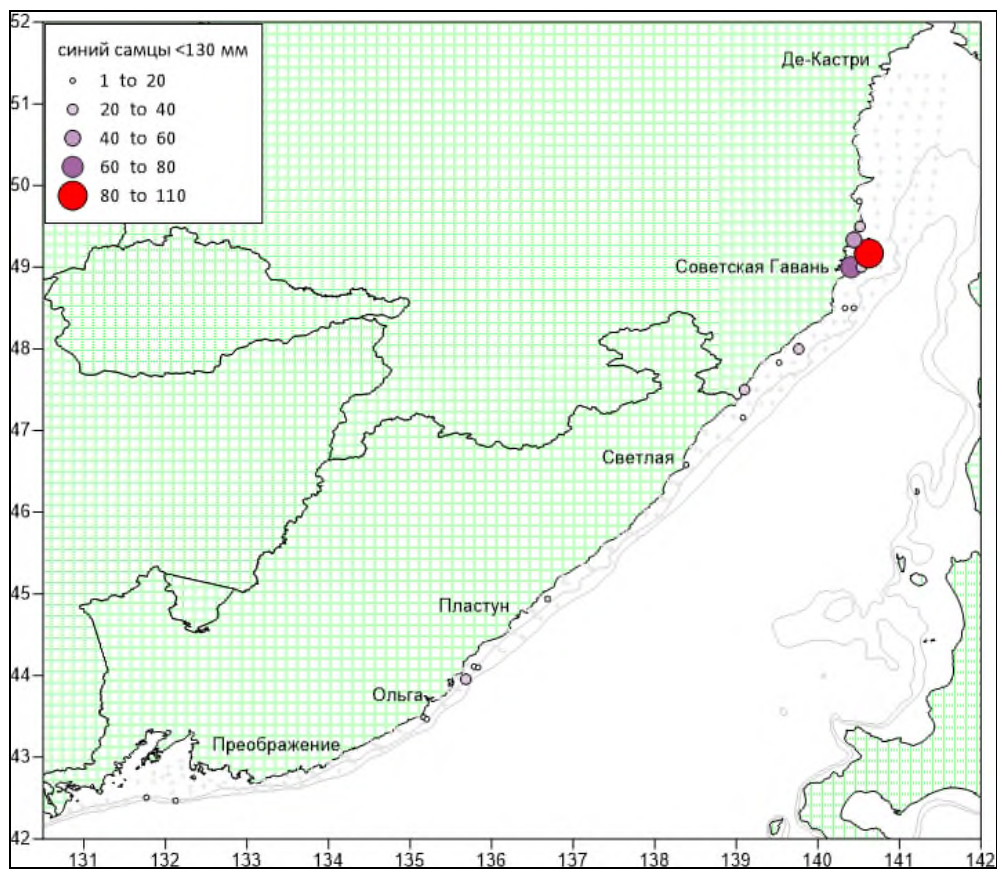 52
синий самцы <130 мм
1 to 20
20 to 40
40 to 60
60 to 80
80 to 110
Де-Кастри
51
50
49
Советская Гавань
48
47
Светлая
46
45
Пластун
44
Ольга
43
Преображение
42
131 132 133 134 135 136 137 138 139 140 141 142